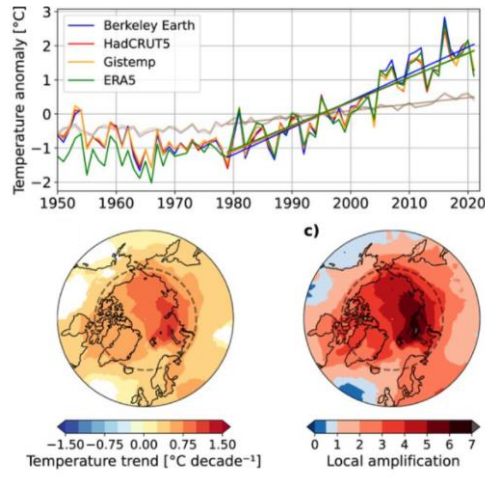 Temperature anomaly [°C]
3
2
1
0
−1
−2
Berkeley Earth
HadCRUT5
Gistemp
ERA5
1950 1960 1970 1980 1990 2000 2010 2020
c)
−1.50 −0.75 0.00 0.75 1.50
Temperature trend [°C decade⁻¹]
0 1 2 3 4 5 6 7
Local amplification